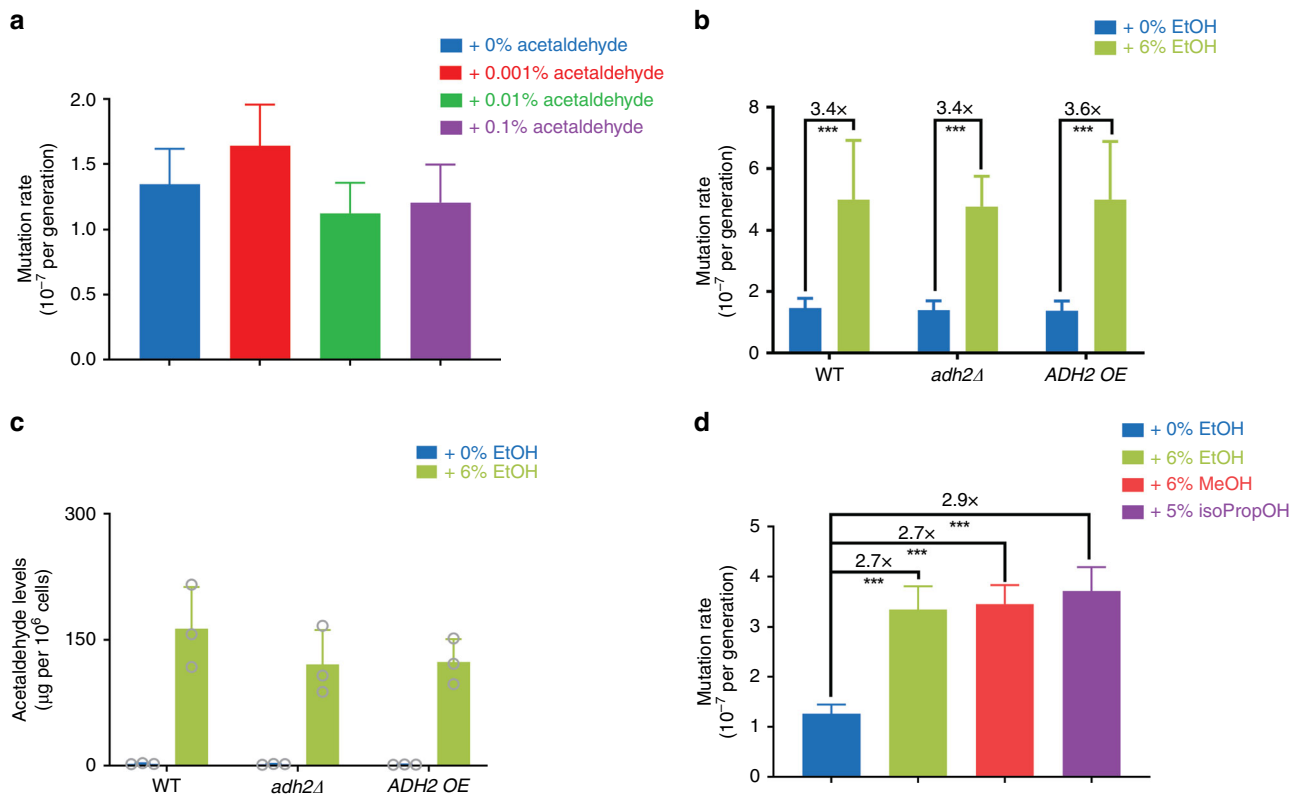 a
+ 0% acetaldehyde
+ 0.001% acetaldehyde
+ 0.01% acetaldehyde
+ 0.1% acetaldehyde
Mutation rate
(10⁻⁷ per generation)
2.0
1.5
1.0
0.5
0.0
b
+ 0% EtOH
+ 6% EtOH
Mutation rate
(10⁻⁷ per generation)
8
6
4
2
0
3.4×
***
3.4×
***
3.6×
***
WT
adh2Δ
ADH2 OE
c
+ 0% EtOH
+ 6% EtOH
Acetaldehyde levels
(μg per 10⁶ cells)
300
150
0
WT
adh2Δ
ADH2 OE
d
+ 0% EtOH
+ 6% EtOH
+ 6% MeOH
+ 5% isoPropOH
Mutation rate
(10⁻⁷ per generation)
5
4
3
2
1
0
2.9×
***
2.7×
***
2.7×
***